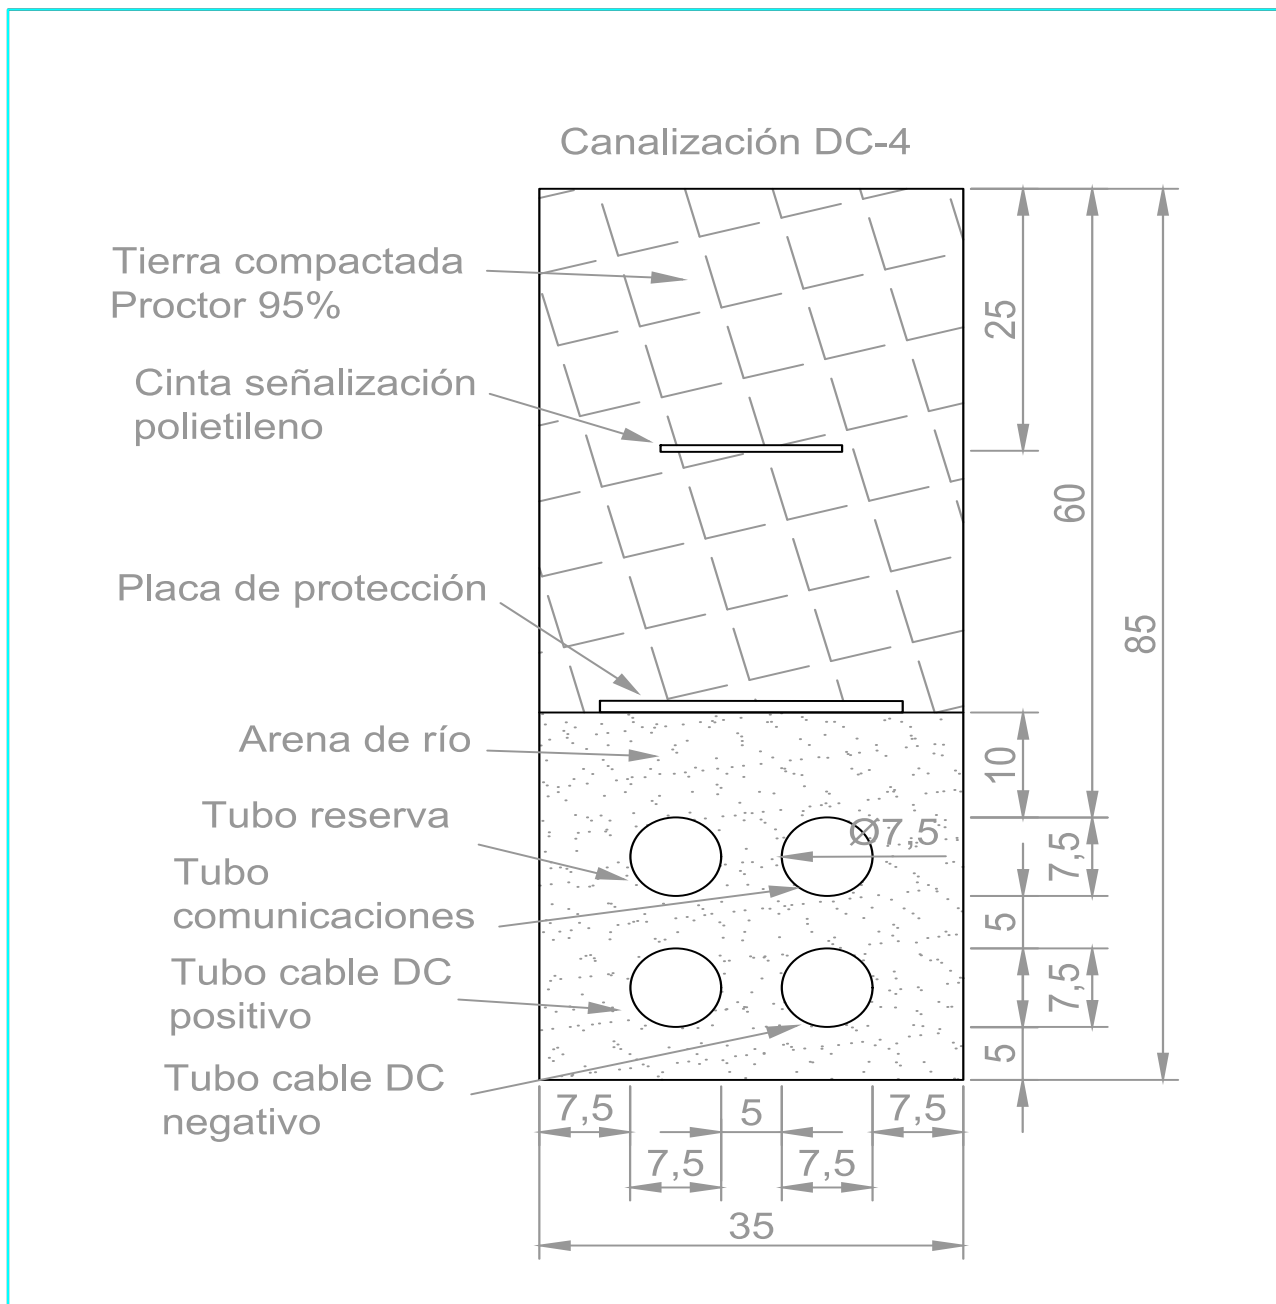 Canalización DC-4
Tierra compactada
Proctor 95%
Cinta señalización
polietileno
Placa de protección
Arena de río
Tubo reserva
Tubo
comunicaciones
Tubo cable DC
positivo
Tubo cable DC
negativo
Ø7,5
25
60
85
10
7,5
5
7,5
5
7,5
5
7,5
7,5
7,5
35